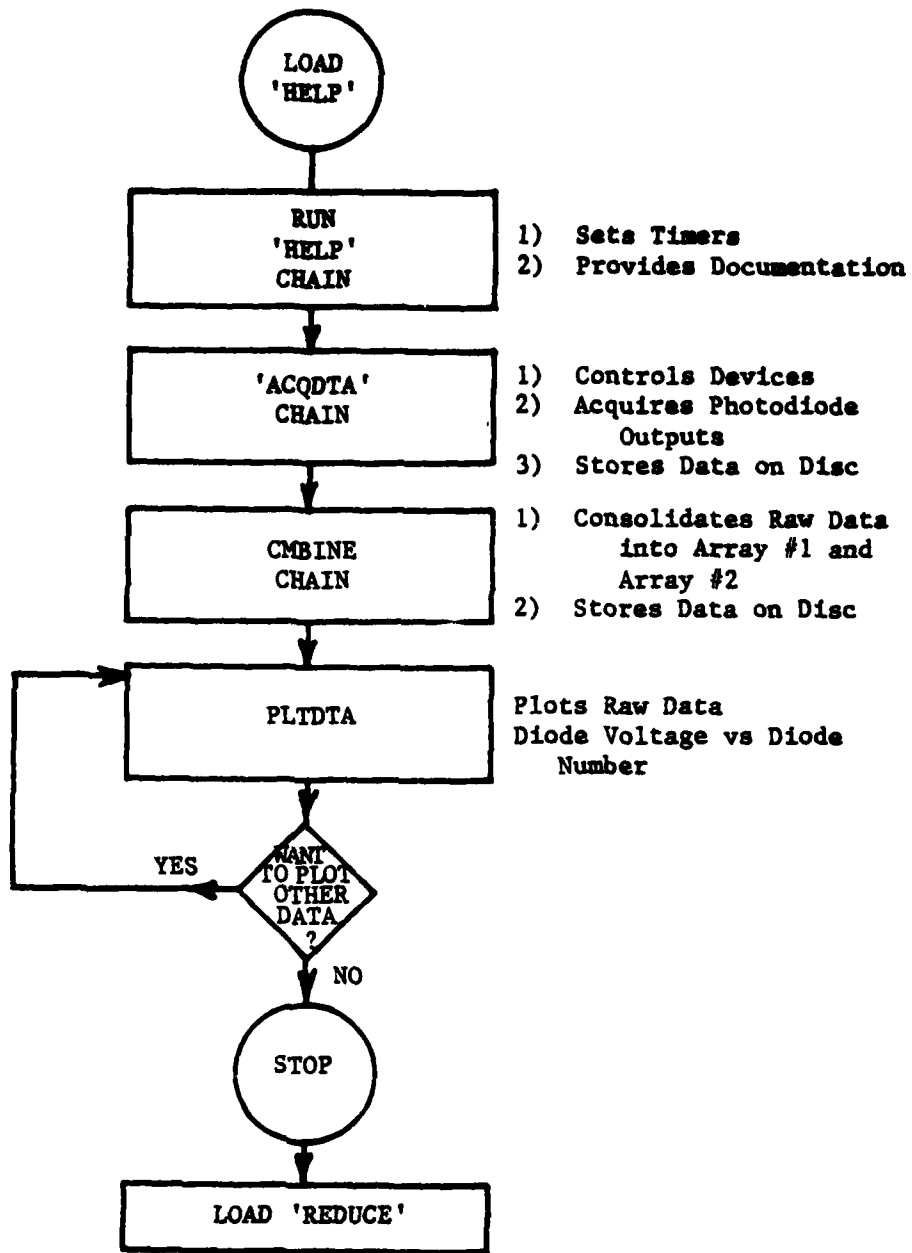 LOAD
'HELP'
RUN
'HELP'
CHAIN
1) Sets Timers
2) Provides Documentation
'ACQDTA'
CHAIN
1) Controls Devices
2) Acquires Photodiode
Outputs
3) Stores Data on Disc
CMBINE
CHAIN
1) Consolidates Raw Data
into Array #1 and
Array #2
2) Stores Data on Disc
PLTDTA
Plots Raw Data
Diode Voltage vs Diode
Number
YES
WANT
TO PLOT
OTHER
DATA
?
NO
STOP
LOAD 'REDUCE'